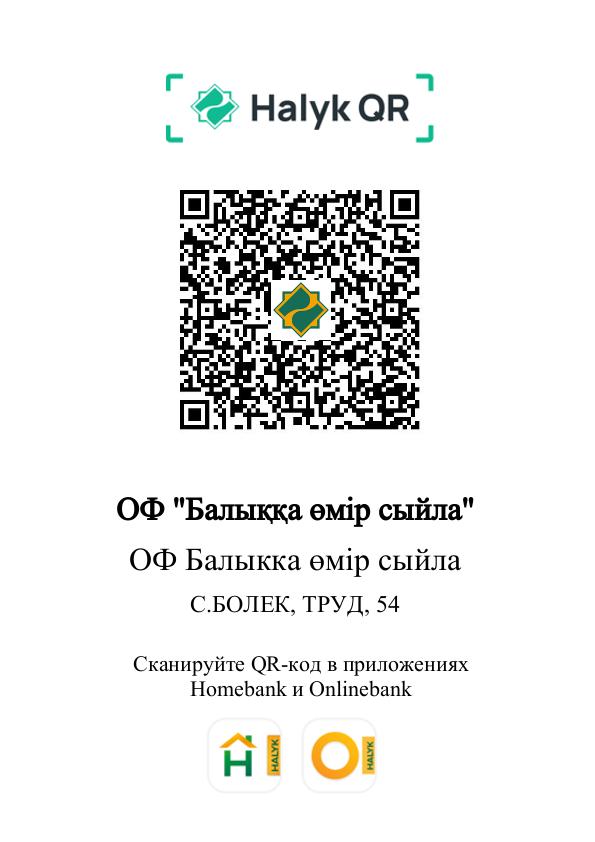 Halyk QR
ОФ "Балыққа өмір сыйла"
ОФ Балыкка өмір сыйла
С.БОЛЕК, ТРУД, 54
Сканируйте QR-код в приложениях
Homebank и Onlinebank
H HALYK
HALYK